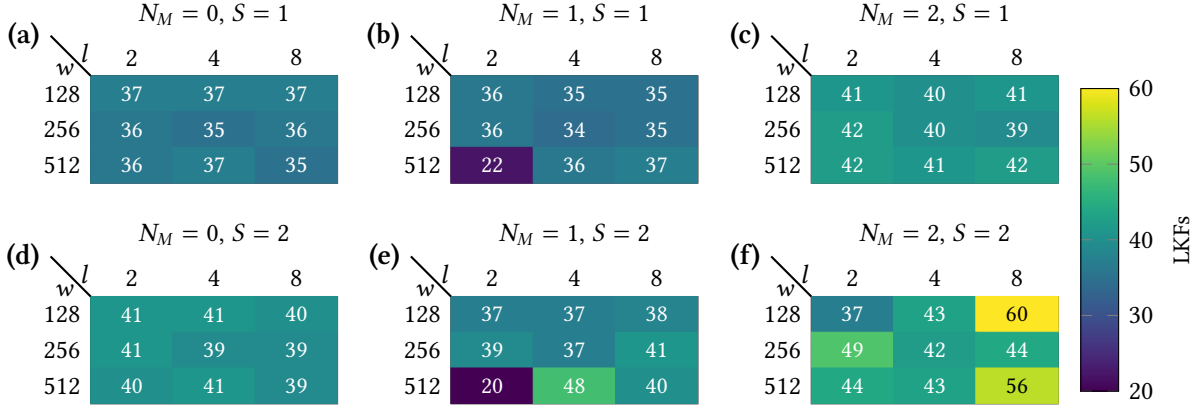 N_M = 0, S = 1
(a)
l
w
2 4 8
128 37 37 37
256 36 35 36
512 36 37 35
N_M = 1, S = 1
(b)
l
w
2 4 8
128 36 35 35
256 36 34 35
512 22 36 37
N_M = 2, S = 1
(c)
l
w
2 4 8
128 41 40 41
256 42 40 39
512 42 41 42
N_M = 0, S = 2
(d)
l
w
2 4 8
128 41 41 40
256 41 39 39
512 40 41 39
N_M = 1, S = 2
(e)
l
w
2 4 8
128 37 37 38
256 39 37 41
512 20 48 40
N_M = 2, S = 2
(f)
l
w
2 4 8
128 37 43 60
256 49 42 44
512 44 43 56
60
50
40
30
20
LKFs